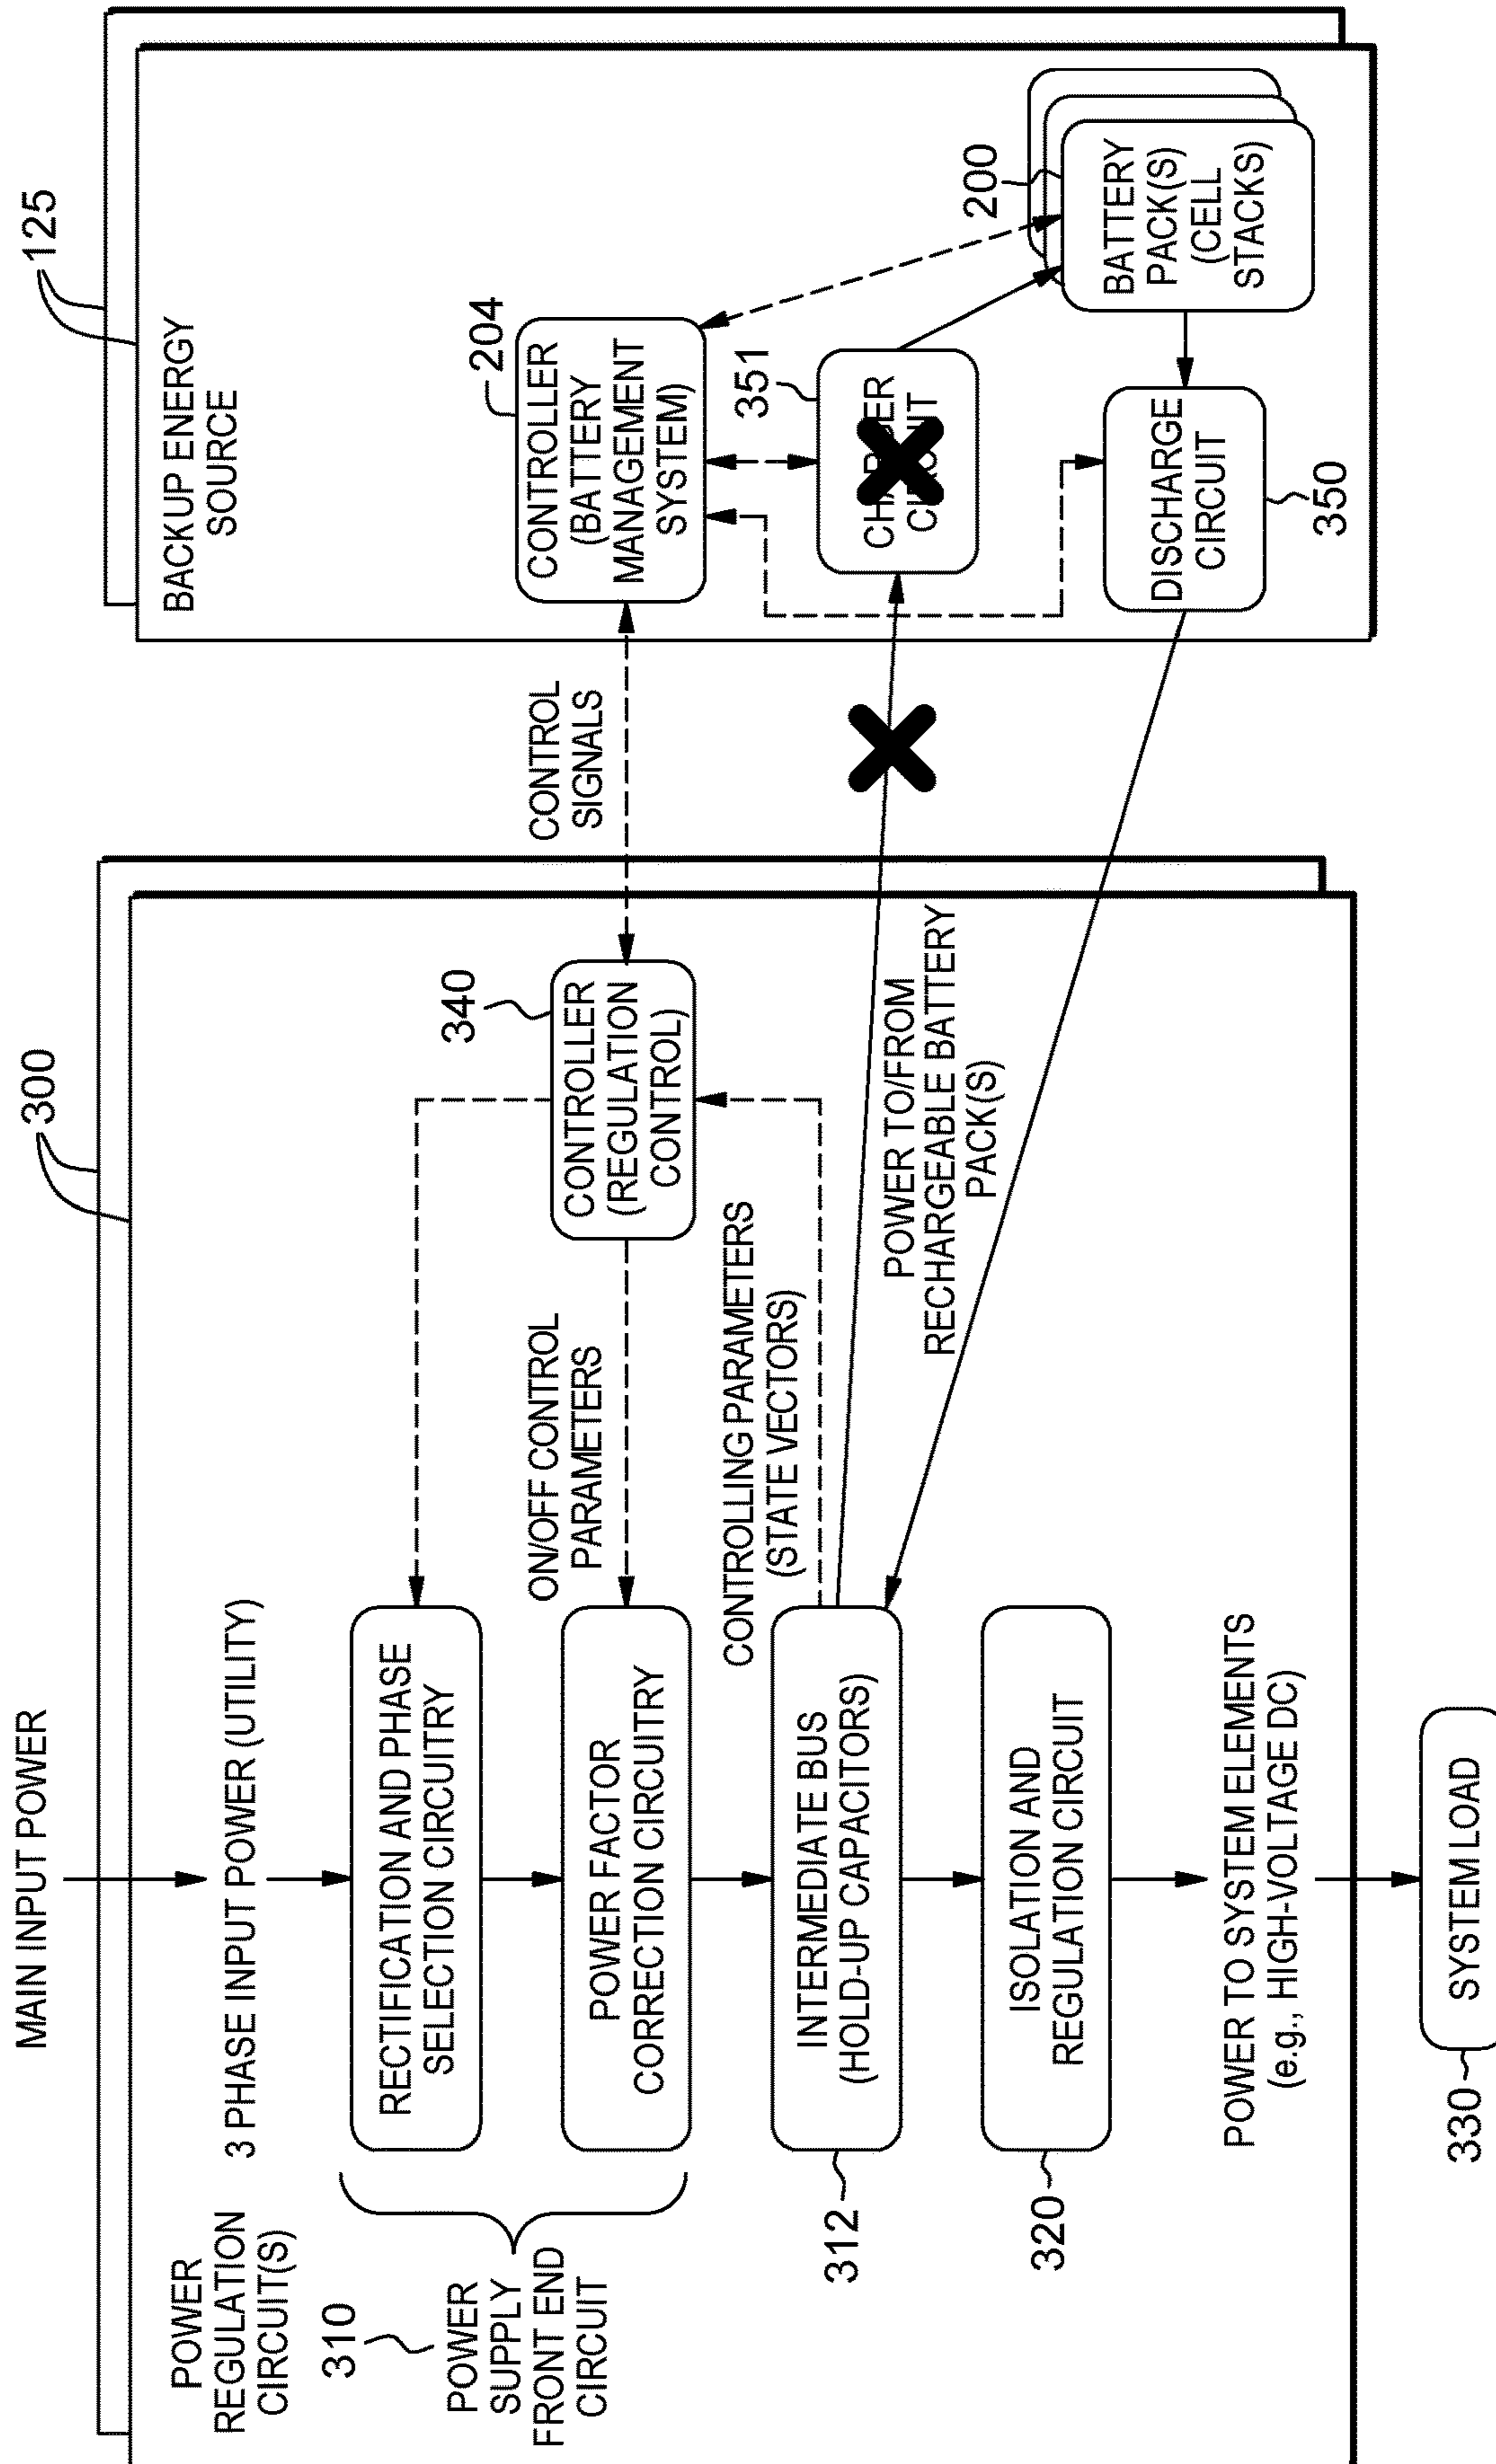 MAIN INPUT POWER
300
125
POWER
REGULATION
CIRCUIT(S)
3 PHASE INPUT POWER (UTILITY)
BACKUP ENERGY
SOURCE
310
POWER
SUPPLY
FRONT END
CIRCUIT
RECTIFICATION AND PHASE
SELECTION CIRCUITRY
ON/OFF CONTROL
PARAMETERS
POWER FACTOR
CORRECTION CIRCUITRY
340
CONTROLLER
(REGULATION
CONTROL)
CONTROL
SIGNALS
204
CONTROLLER
(BATTERY
MANAGEMENT
SYSTEM)
CONTROLLING PARAMETERS
(STATE VECTORS)
312
INTERMEDIATE BUS
(HOLD-UP CAPACITORS)
351
POWER TO/FROM
RECHARGEABLE BATTERY
PACK(S)
200
BATTERY
PACK(S)
(CELL
STACKS)
320
ISOLATION AND
REGULATION CIRCUIT
DISCHARGE
CIRCUIT
350
POWER TO SYSTEM ELEMENTS
(e.g., HIGH-VOLTAGE DC)
330
SYSTEM LOAD